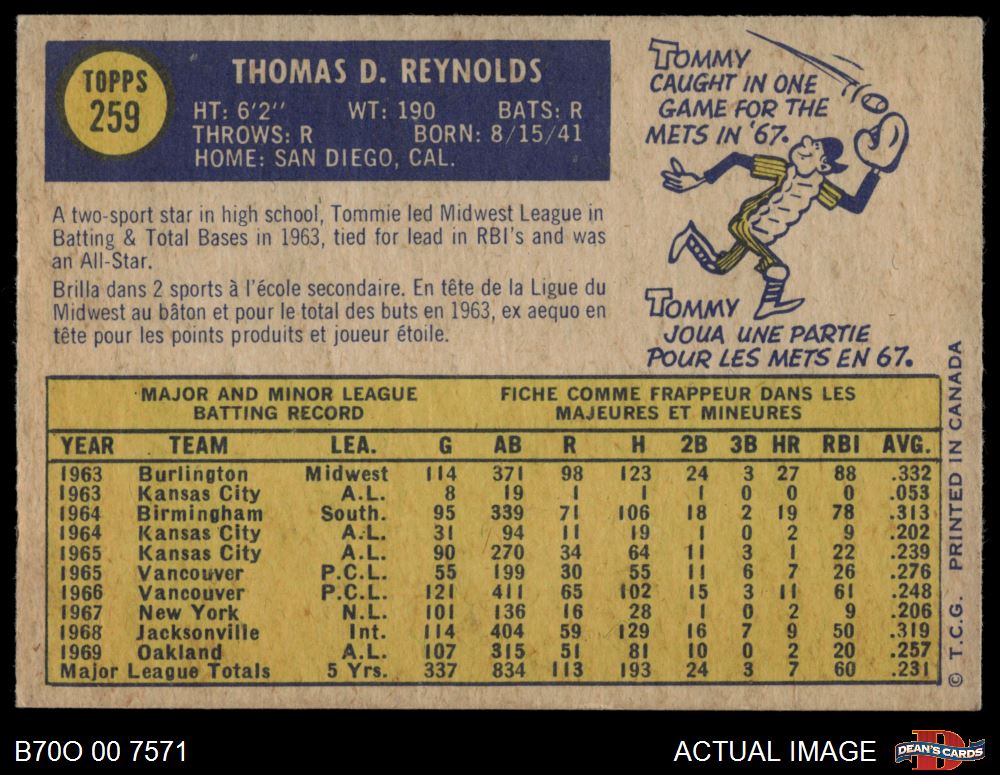 TOPPS
259
THOMAS D. REYNOLDS
HT: 6'2" WT: 190 BATS: R
THROWS: R BORN: 8/15/41
HOME: SAN DIEGO, CAL.
TOMMY
CAUGHT IN ONE
GAME FOR THE
METS IN '67.
A two-sport star in high school, Tommie led Midwest League in
Batting & Total Bases in 1963, tied for lead in RBI's and was
an All-Star.
Brilla dans 2 sports à l'école secondaire. En tête de la Ligue du
Midwest au bâton et pour le total des buts en 1963, ex aequo en
tête pour les points produits et joueur étoile.
TOMMY
JOUA UNE PARTIE
POUR LES METS EN 67.
MAJOR AND MINOR LEAGUE
BATTING RECORD
FICHE COMME FRAPPEUR DANS LES
MAJEURES ET MINEURES
YEAR TEAM LEA. G AB R H 2B 3B HR RBI AVG.
1963 Burlington Midwest 114 371 98 123 24 3 27 88 .332
1963 Kansas City A.L. 8 19 1 1 1 0 0 0 .053
1964 Birmingham South. 95 339 71 106 18 2 19 78 .313
1964 Kansas City A.L. 31 94 11 19 1 0 2 9 .202
1965 Kansas City A.L. 90 270 34 64 11 3 1 22 .239
1965 Vancouver P.C.L. 55 199 30 55 11 6 7 26 .276
1966 Vancouver P.C.L. 121 411 65 102 15 3 11 61 .248
1967 New York N.L. 101 136 16 28 1 0 2 9 .206
1968 Jacksonville Int. 114 404 59 129 16 7 9 50 .319
1969 Oakland A.L. 107 315 51 81 10 0 2 20 .257
Major League Totals 5 Yrs. 337 834 113 193 24 3 7 60 .231
© T.C.G. PRINTED IN CANADA
B70O 00 7571
ACTUAL IMAGE
D
DEAN'S CARDS